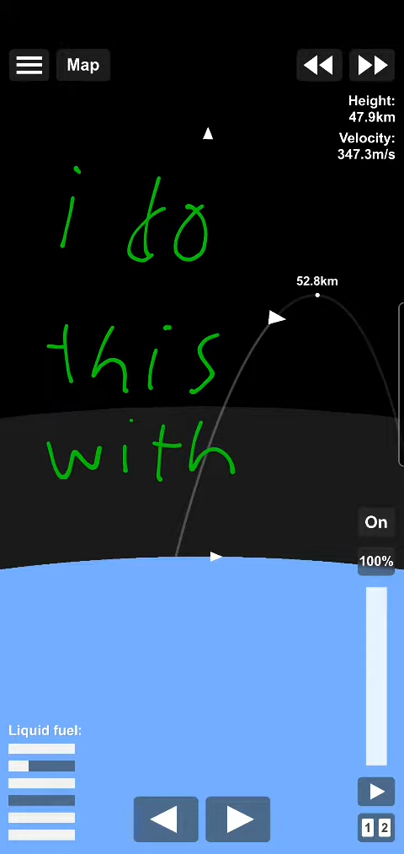 Map
Height:
47.9km
Velocity:
347.3m/s
i do
52.8km
this
with
On
100%
Liquid fuel:
1 2